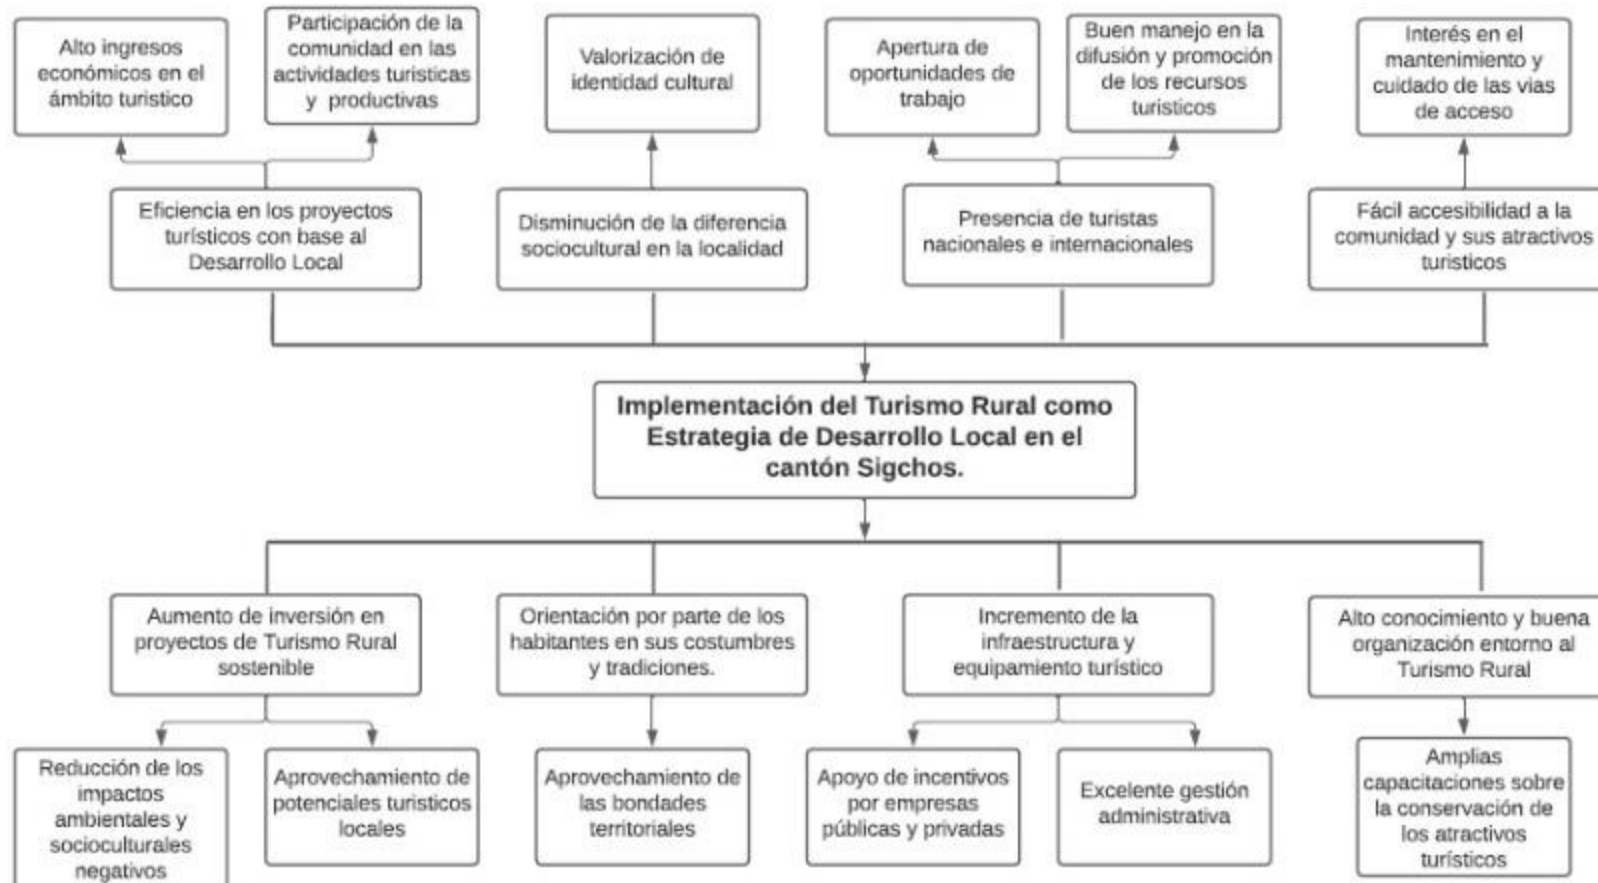 Alto ingresos
económicos en el
ámbito turistico
Participación de la
comunidad en las
actividades turisticas
y productivas
Valorización de
identidad cultural
Apertura de
oportunidades de
trabajo
Buen manejo en la
difusión y promoción
de los recursos
turisticos
Interés en el
mantenimiento y
cuidado de las vias
de acceso
Eficiencia en los proyectos
turísticos con base al
Desarrollo Local
Disminución de la diferencia
sociocultural en la localidad
Presencia de turistas
nacionales e internacionales
Fácil accesibilidad a la
comunidad y sus atractivos
turisticos
Implementación del Turismo Rural como
Estrategia de Desarrollo Local en el
cantón Sigchos.
Aumento de inversión en
proyectos de Turismo Rural
sostenible
Orientación por parte de los
habitantes en sus costumbres
y tradiciones.
Incremento de la
infraestructura y
equipamiento turístico
Alto conocimiento y buena
organización entorno al
Turismo Rural
Reducción de los
impactos
ambientales y
socioculturales
negativos
Aprovechamiento de
potenciales turisticos
locales
Aprovechamiento de
las bondades
territoriales
Apoyo de incentivos
por empresas
públicas y privadas
Excelente gestión
administrativa
Amplias
capacitaciones sobre
la conservación de
los atractivos
turísticos